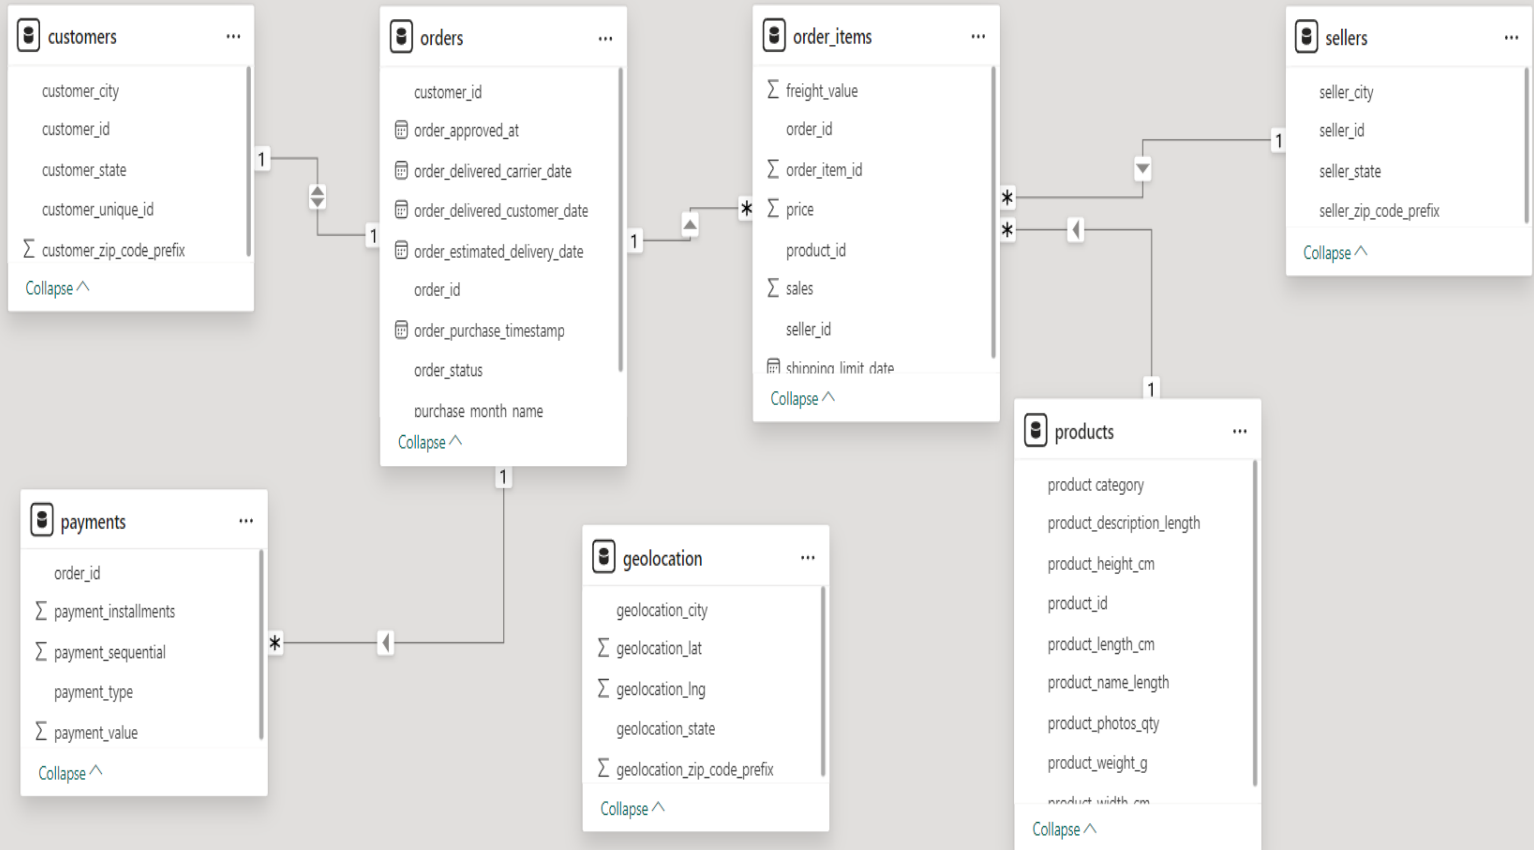 customers ...
customer_city
customer_id
customer_state
customer_unique_id
∑ customer_zip_code_prefix
Collapse
1
1
orders ...
customer_id
order_approved_at
order_delivered_carrier_date
order_delivered_customer_date
order_estimated_delivery_date
order_id
order_purchase_timestamp
order_status
purchase month name
Collapse
1
*
1
order_items ...
∑ freight_value
order_id
∑ order_item_id
∑ price
product_id
∑ sales
seller_id
shipping_limit_date
Collapse
*
*
1
1
sellers ...
seller_city
seller_id
seller_state
seller_zip_code_prefix
Collapse
payments ...
order_id
∑ payment_installments
∑ payment_sequential
payment_type
∑ payment_value
Collapse
*
geolocation ...
geolocation_city
∑ geolocation_lat
∑ geolocation_lng
geolocation_state
∑ geolocation_zip_code_prefix
Collapse
products ...
product category
product_description_length
product_height_cm
product_id
product_length_cm
product_name_length
product_photos_qty
product_weight_g
product_width_cm
Collapse